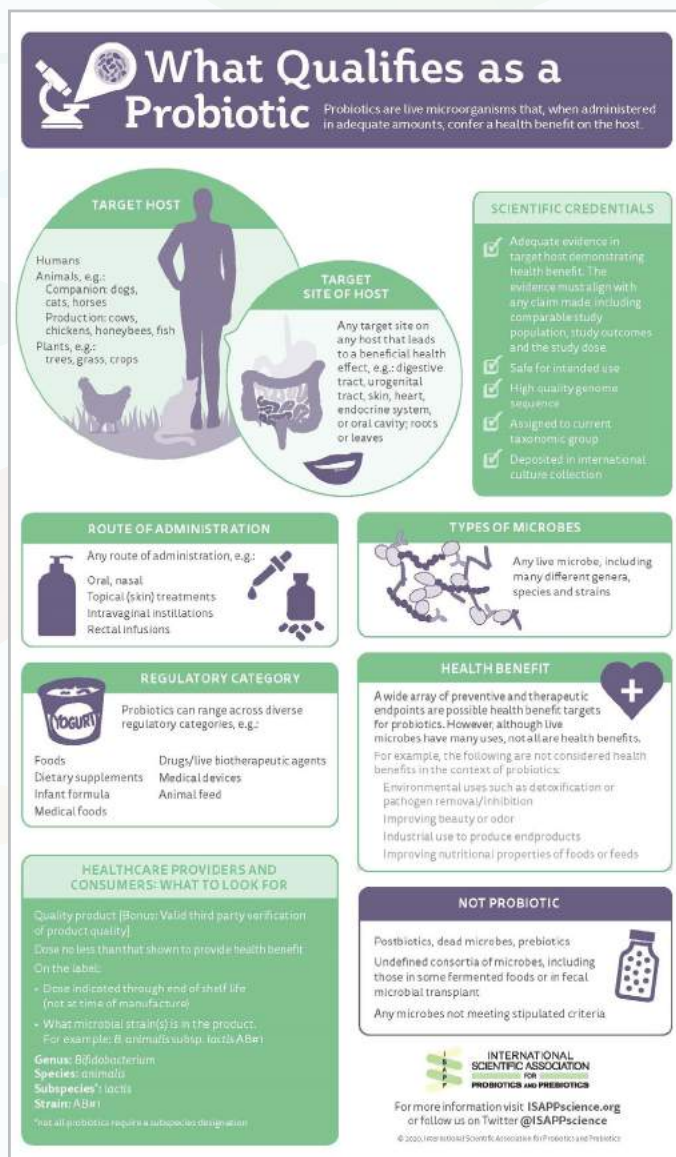 What Qualifies as a
Probiotic
Probiotics are live microorganisms that, when administered
in adequate amounts, confer a health benefit on the host.
TARGET HOST
Humans
Animals, e.g.:
Companion: dogs,
cats, horses
Production: cows,
chickens, honeybees, fish
Plants, e.g.:
trees, grass, crops
TARGET
SITE OF HOST
Any target site on
any host that leads
to a beneficial health
effect, e.g.: digestive
tract, urogenital
tract, skin, heart,
endocrine system,
or oral cavity; roots
or leaves
SCIENTIFIC CREDENTIALS
Adequate evidence in
target host demonstrating
health benefit. The
evidence must align with
any claim made, including
comparable study
population, study outcomes
and the study dose.
Safe for intended use
High quality genome
sequence
Assigned to current
taxonomic group
Deposited in international
culture collection
ROUTE OF ADMINISTRATION
Any route of administration, e.g.:
Oral, nasal
Topical (skin) treatments
Intravaginal instillations
Rectal infusions
TYPES OF MICROBES
Any live microbe, including
many different genera,
species and strains
REGULATORY CATEGORY
YOGURT
Probiotics can range across diverse
regulatory categories, e.g.:
Foods
Dietary supplements
Infant formula
Medical foods
Drugs/live biotherapeutic agents
Medical devices
Animal feed
HEALTH BENEFIT
A wide array of preventive and therapeutic
endpoints are possible health benefit targets
for probiotics. However, although live
microbes have many uses, not all are health benefits.
For example, the following are not considered health
benefits in the context of probiotics:
Environmental uses such as detoxification or
pathogen removal/inhibition
Improving beauty or odor
Industrial use to produce endproducts
Improving nutritional properties of foods or feeds
HEALTHCARE PROVIDERS AND
CONSUMERS: WHAT TO LOOK FOR
Quality product [Bonus: Valid third party verification
of product quality]
Dose no less than that shown to provide health benefit
On the label:
• Dose indicated through end of shelf life
(not at time of manufacture)
• What microbial strain(s) is in the product.
For example: B. animalis subsp. lactis AB#1
Genus: Bifidobacterium
Species: animalis
Subspecies*: lactis
Strain: AB#1
*not all probiotics require a subspecies designation
NOT PROBIOTIC
Postbiotics, dead microbes, prebiotics
Undefined consortia of microbes, including
those in some fermented foods or in fecal
microbial transplant
Any microbes not meeting stipulated criteria
ISAPP
INTERNATIONAL
SCIENTIFIC ASSOCIATION
FOR
PROBIOTICS AND PREBIOTICS
For more information visit ISAPPscience.org
or follow us on Twitter @ISAPPscience
© 2020, International Scientific Association for Probiotics and Prebiotics